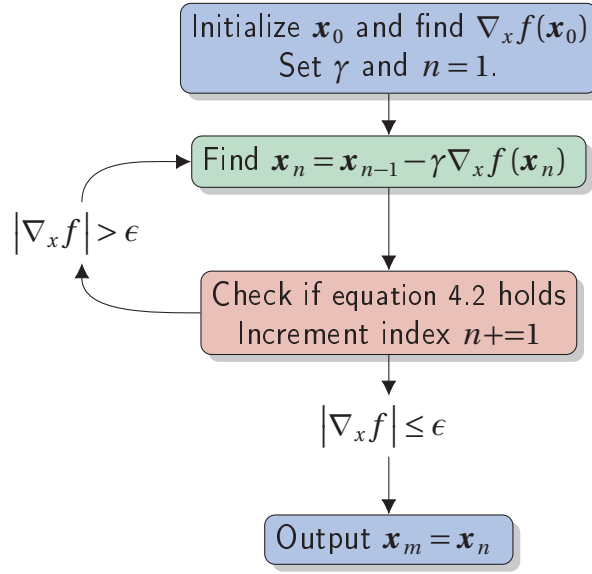 Initialize 𝒙₀ and find ∇ₓf(𝒙₀)
Set γ and n = 1.
Find 𝒙ₙ = 𝒙ₙ₋₁ − γ∇ₓf(𝒙ₙ)
|∇ₓf| > ϵ
Check if equation 4.2 holds
Increment index n+=1
|∇ₓf| ≤ ϵ
Output 𝒙ₘ = 𝒙ₙ